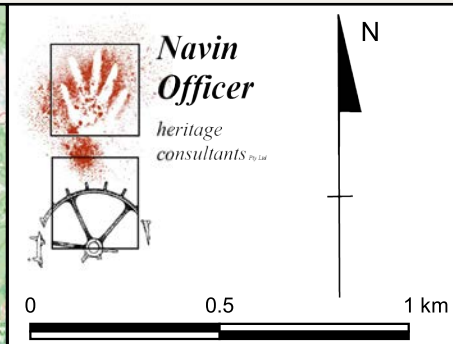 Navin
Officer
heritage
consultants Pty Ltd
N
0 0.5 1 km